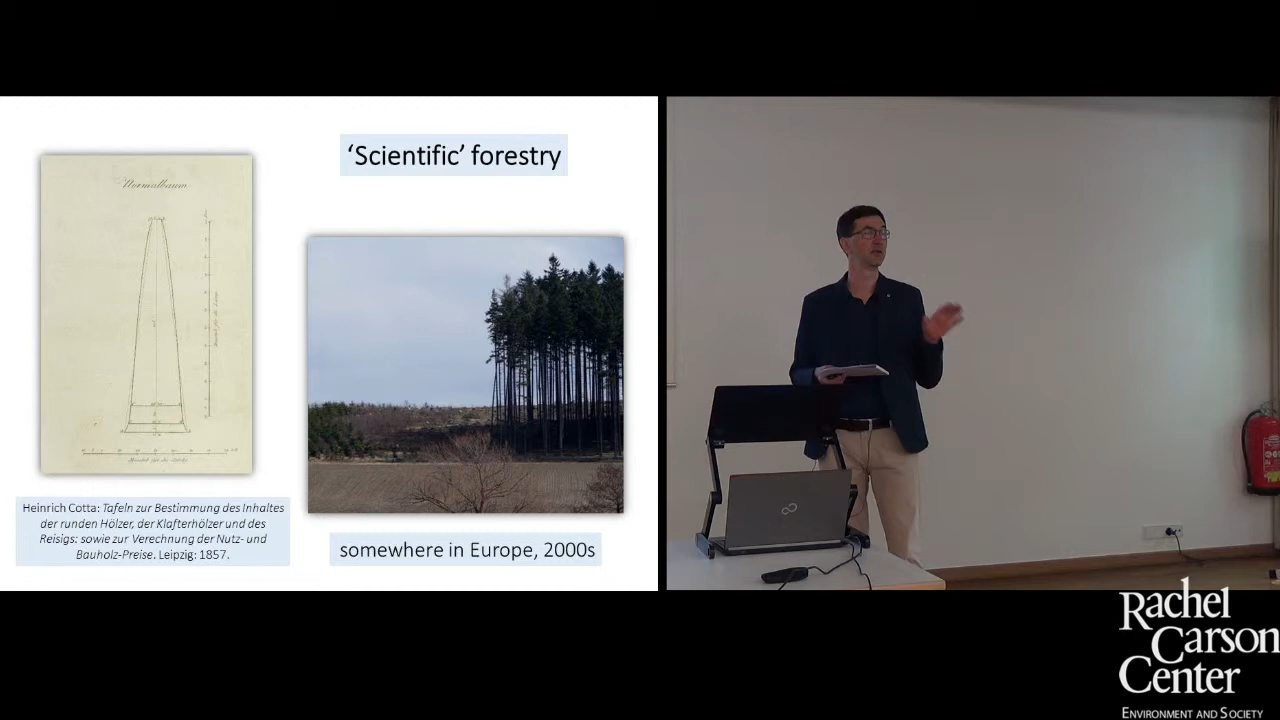 ‘Scientific’ forestry
Normalbaum
Heinrich Cotta: Tafeln zur Bestimmung des Inhaltes
der runden Hölzer, der Klafterhölzer und des
Reisigs: sowie zur Verrechnung der Nutz- und
Bauholz-Preise. Leipzig: 1857.
somewhere in Europe, 2000s
Rachel
Carson
Center
Environment and Society